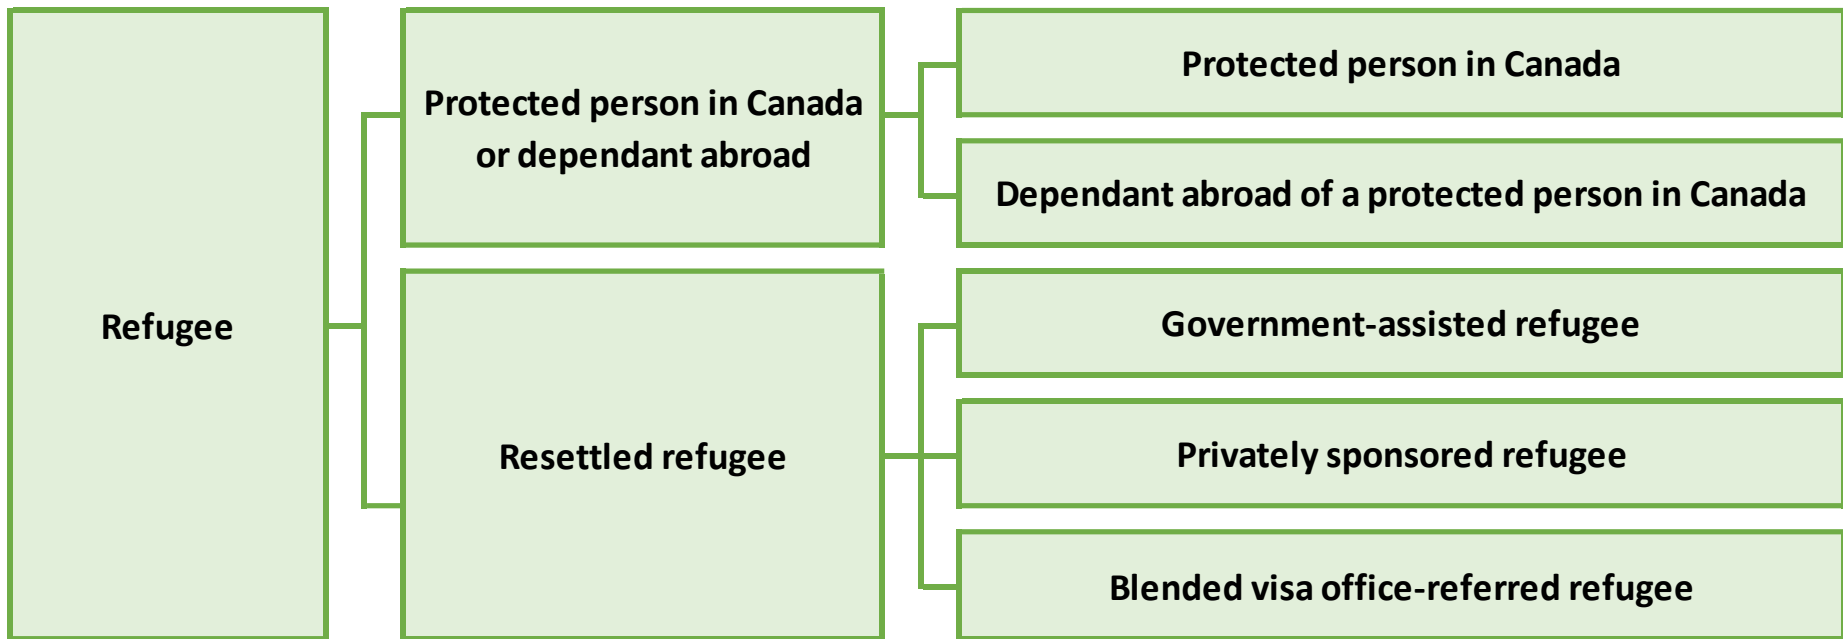 Refugee
Protected person in Canada
or dependant abroad
Protected person in Canada
Dependant abroad of a protected person in Canada
Resettled refugee
Government-assisted refugee
Privately sponsored refugee
Blended visa office-referred refugee